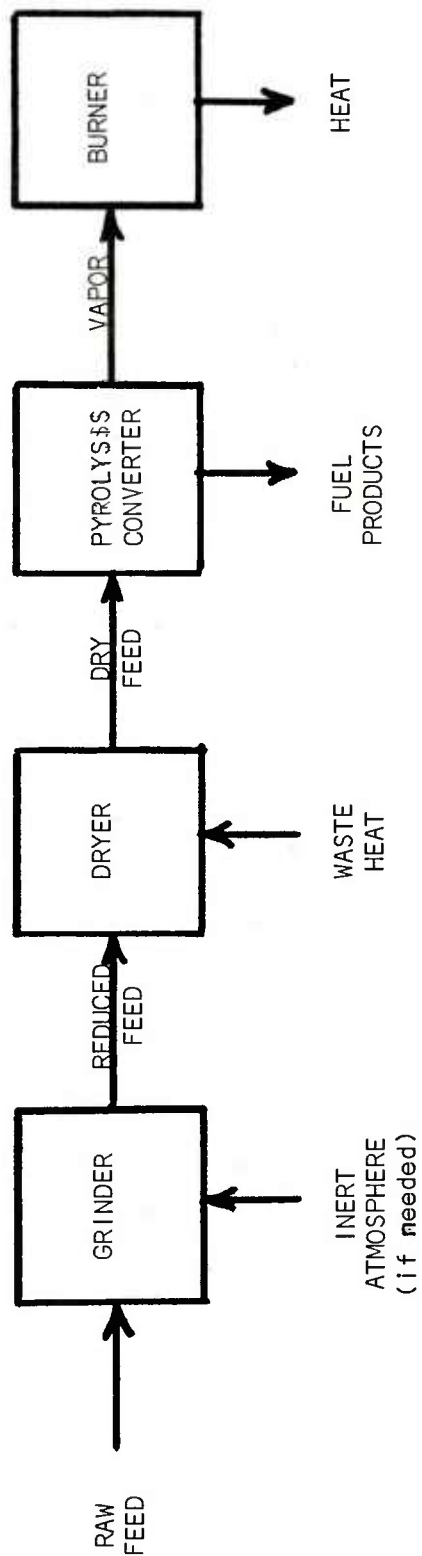 RAW
FEED
GRINDER
INERT
ATMOSPHERE
(if needed)
REDUCED
FEED
DRYER
WASTE
HEAT
DRY
FEED
PYROLYS$S
CONVERTER
FUEL
PRODUCTS
VAPOR
BURNER
HEAT